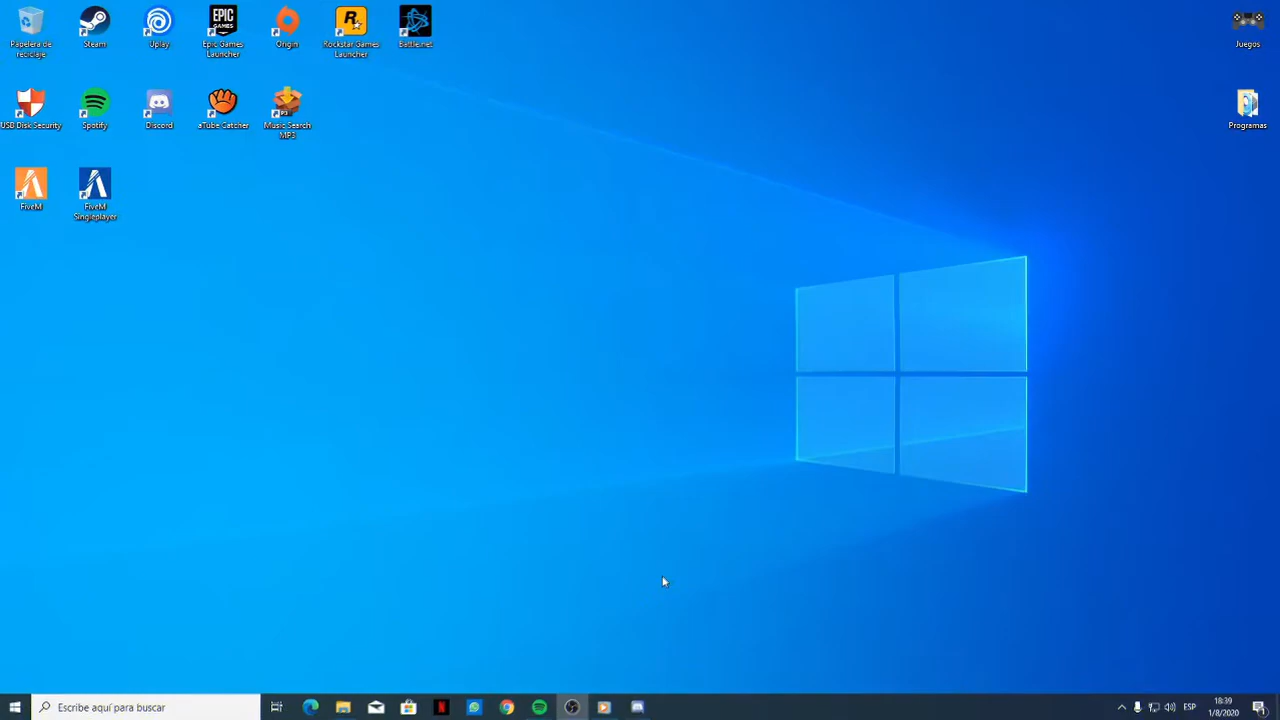 Papelera de
reciclaje
Steam
Uplay
EPIC
GAMES
Epic Games
Launcher
Origin
R
Rockstar Games
Launcher
Battle.net
Juegos
USB Disk Security
Spotify
Discord
aTube Catcher
Music Search
MP3
Programas
FiveM
FiveM
Singleplayer
Escribe aquí para buscar
N
ESP
18:39
1/8/2020
1